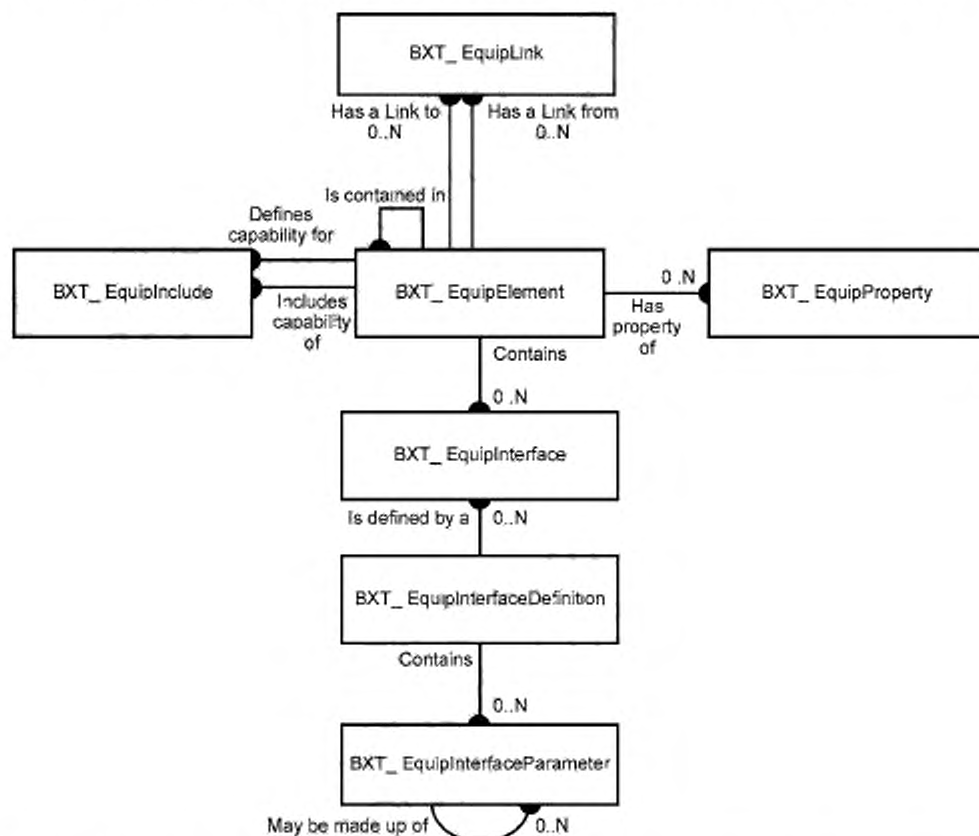 BXT_ EquipLink
Has a Link to
0..N
Has a Link from
0..N
Is contained in
Defines
capability for
BXT_ EquipInclude
Includes
capability
of
BXT_ EquipElement
0..N
Has
property
of
BXT_ EquipProperty
Contains
0..N
BXT_ EquipInterface
Is defined by a
0..N
BXT_ EquipInterfaceDefinition
Contains
0..N
BXT_ EquipInterfaceParameter
May be made up of
0..N